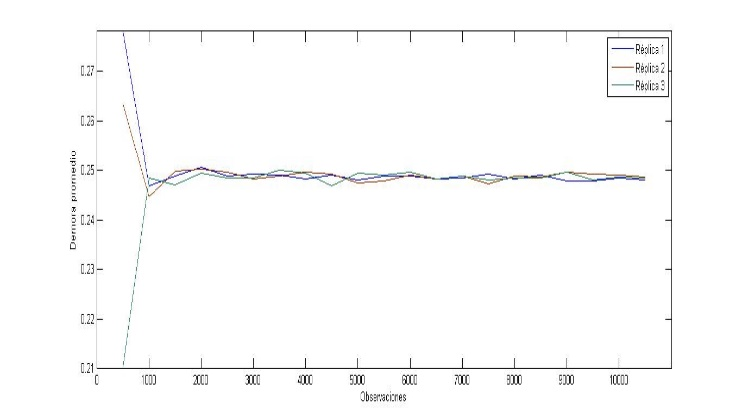 Réplica 1
Réplica 2
Réplica 3
0.27
0.26
0.25
0.24
0.23
0.22
0.21
Demora promedio
0 1000 2000 3000 4000 5000 6000 7000 8000 9000 10000
Observaciones